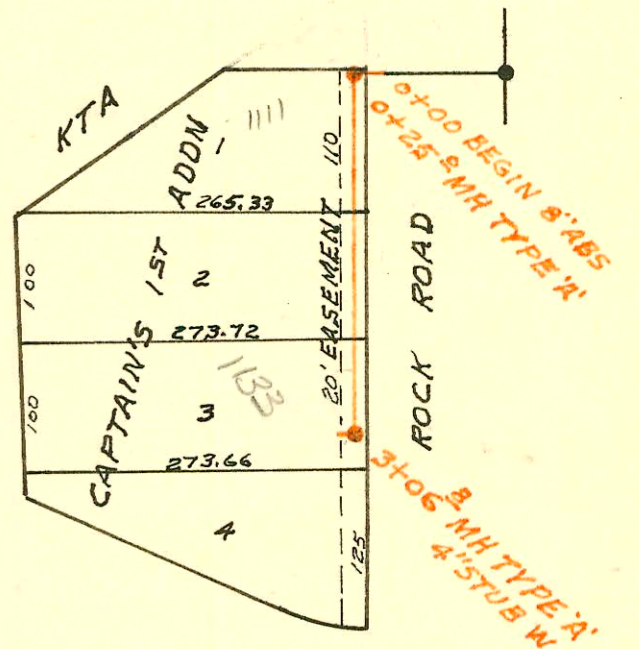 KTA
CAPTAIN'S 1ST ADDN
1
1111
110
265.33
100
2
273.72
20' EASEMENT
100
3
1133
273.66
4
125
ROCK ROAD
0+00 BEGIN 8" ABS
0+25 MH TYPE 'A'
3+06 MH TYPE 'A'
4" STUB W